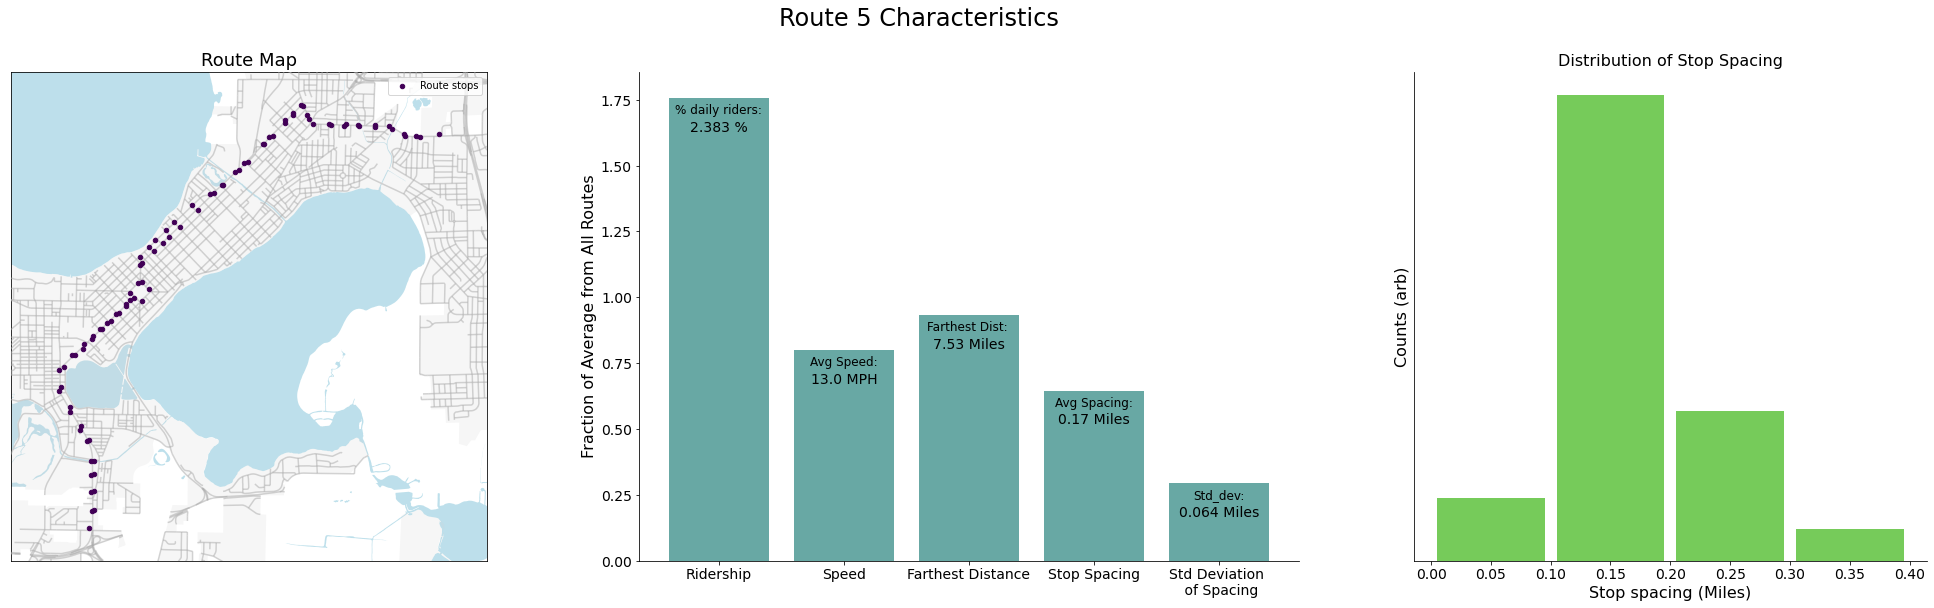 Route 5 Characteristics
Route Map
Route stops
Fraction of Average from All Routes
1.75
1.50
1.25
1.00
0.75
0.50
0.25
0.00
% daily riders:
2.383 %
Avg Speed:
13.0 MPH
Farthest Dist:
7.53 Miles
Avg Spacing:
0.17 Miles
Std_dev:
0.064 Miles
Ridership
Speed
Farthest Distance
Stop Spacing
Std Deviation
of Spacing
Distribution of Stop Spacing
Counts (arb)
0.00 0.05 0.10 0.15 0.20 0.25 0.30 0.35 0.40
Stop spacing (Miles)